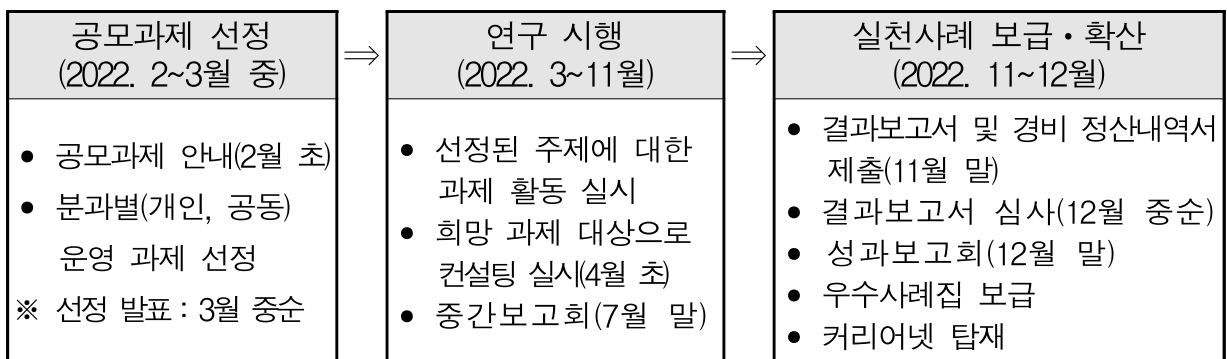 공모과제 선정
(2022. 2~3월 중)
• 공모과제 안내(2월 초)
• 분과별(개인, 공동)
운영 과제 선정
※ 선정 발표 : 3월 중순
⇒
연구 시행
(2022. 3~11월)
• 선정된 주제에 대한
과제 활동 실시
• 희망 과제 대상으로
컨설팅 실시(4월 초)
• 중간보고회(7월 말)
⇒
실천사례 보급·확산
(2022. 11~12월)
• 결과보고서 및 경비 정산내역서
제출(11월 말)
• 결과보고서 심사(12월 중순)
• 성과보고회(12월 말)
• 우수사례집 보급
• 커리어넷 탑재